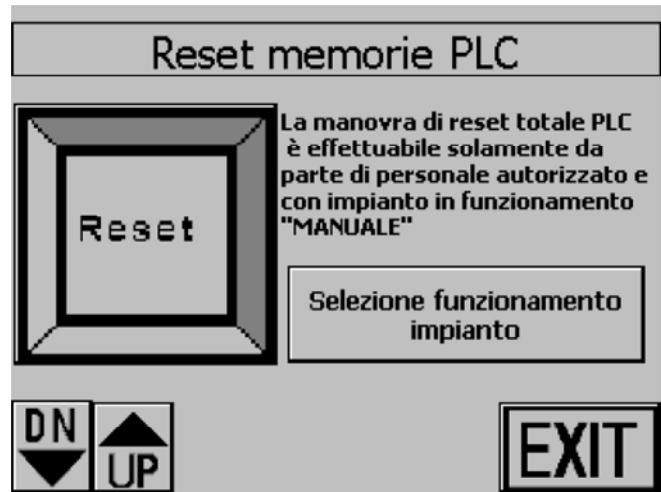 Reset memorie PLC
La manovra di reset totale PLC
è effettuabile solamente da
parte di personale autorizzato e
con impianto in funzionamento
"MANUALE"
Reset
Selezione funzionamento
impianto
DN
UP
EXIT